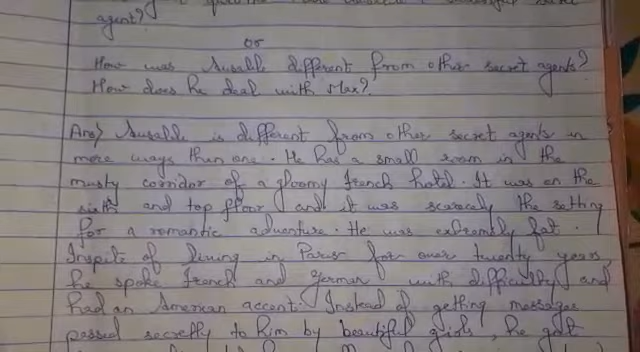 agent?
or
How was Ausable different from other secret agents?
How does he deal with Max?
Ans) Ausable is different from other secret agents in
more ways than one. He has a small room in the
musty corridor of a gloomy French hotel. It was on the
sixth and top floor and it was scarcely the setting
for a romantic adventure. He was extremely fat.
Inspite of living in Paris for over twenty years,
he spoke French and German with difficulty and
had an American accent. Instead of getting messages
passed secretly to him by beautiful girls, he got